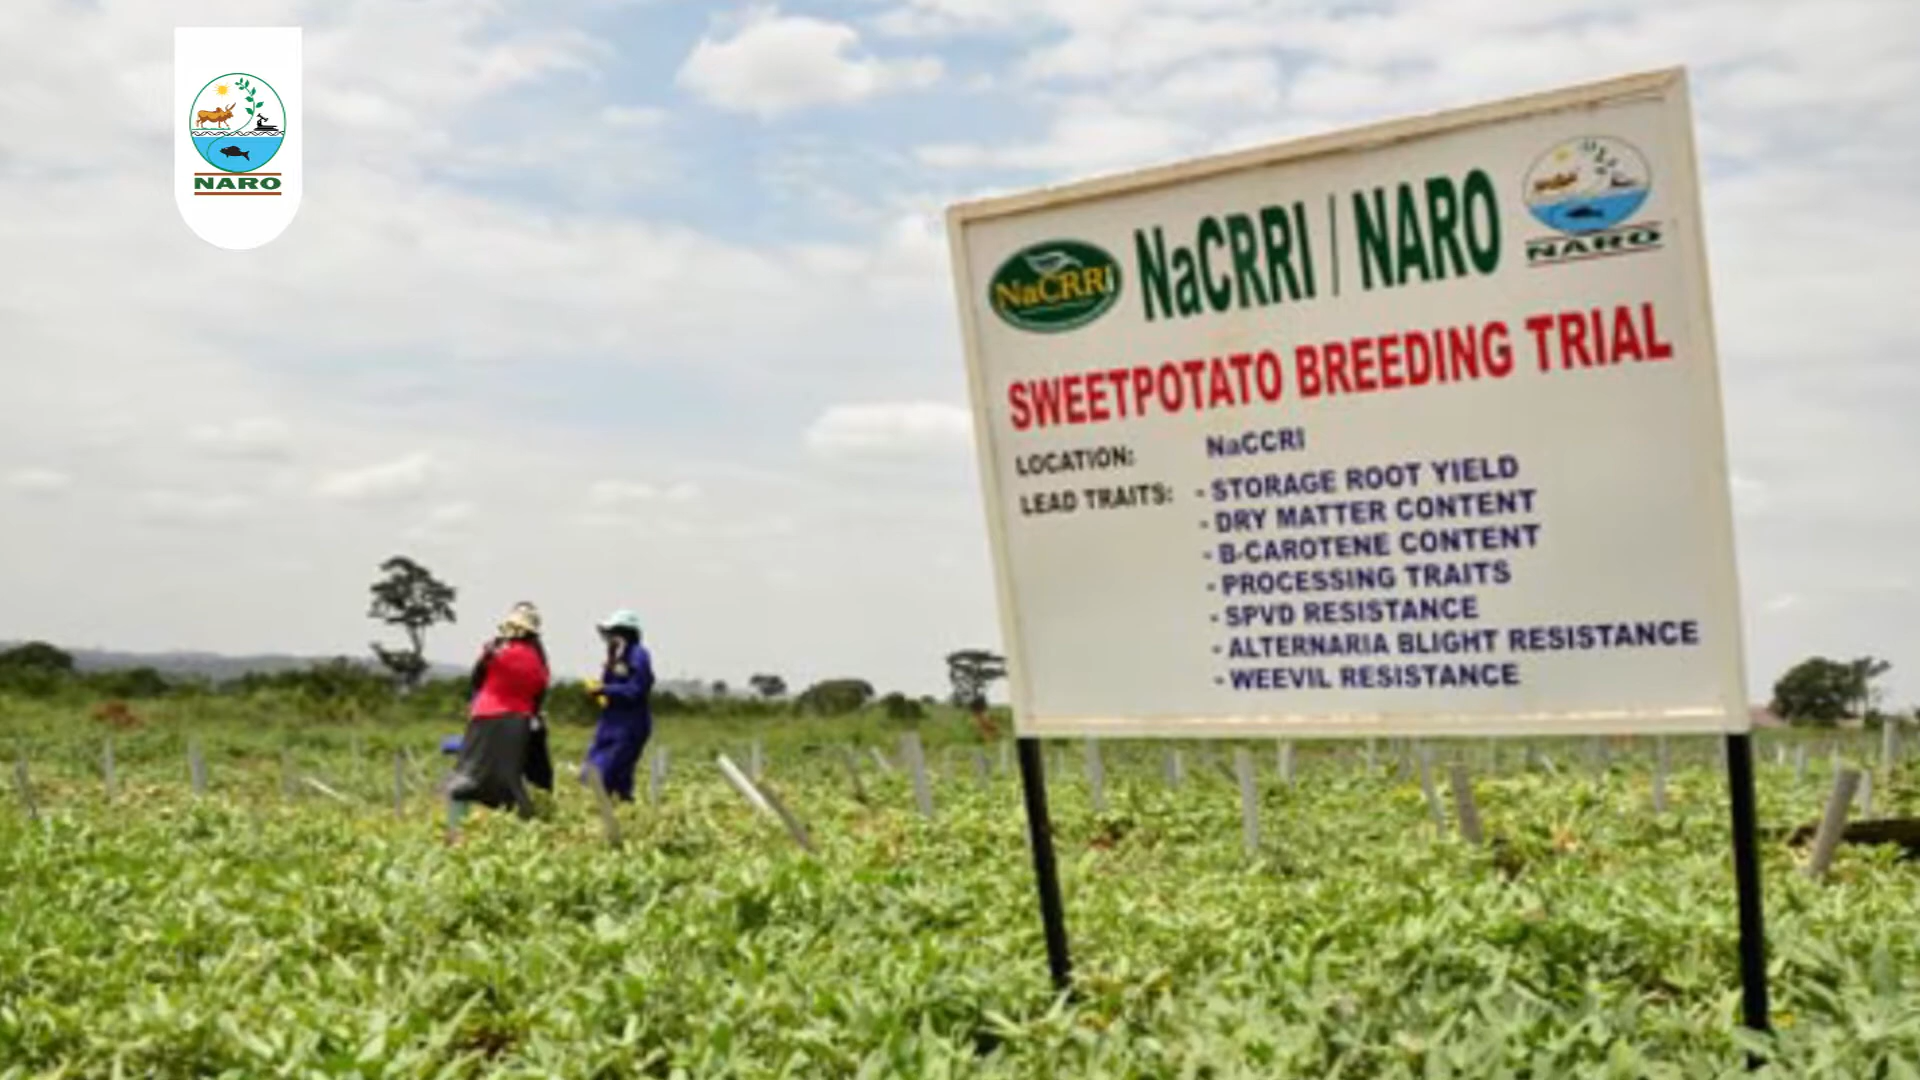 NARO
NaCRRI
NaCRRI / NARO
NARO
SWEETPOTATO BREEDING TRIAL
LOCATION: NaCCRI
LEAD TRAITS: - STORAGE ROOT YIELD
- DRY MATTER CONTENT
- B-CAROTENE CONTENT
- PROCESSING TRAITS
- SPVD RESISTANCE
- ALTERNARIA BLIGHT RESISTANCE
- WEEVIL RESISTANCE